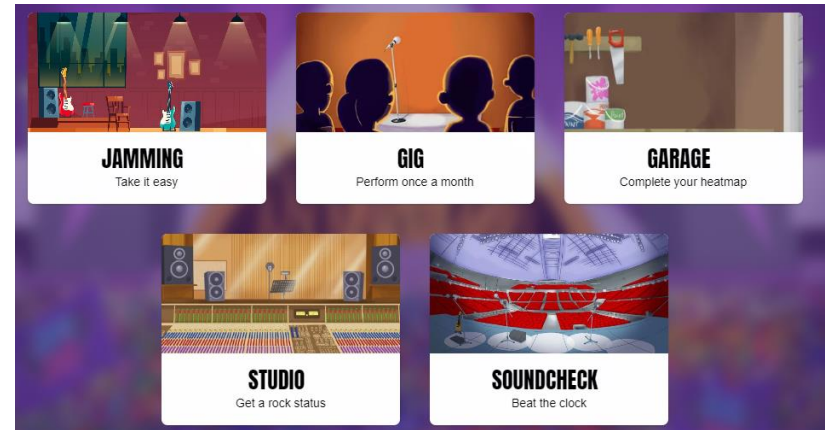 JAMMING
Take it easy
GIG
Perform once a month
GARAGE
Complete your heatmap
STUDIO
Get a rock status
SOUNDCHECK
Beat the clock